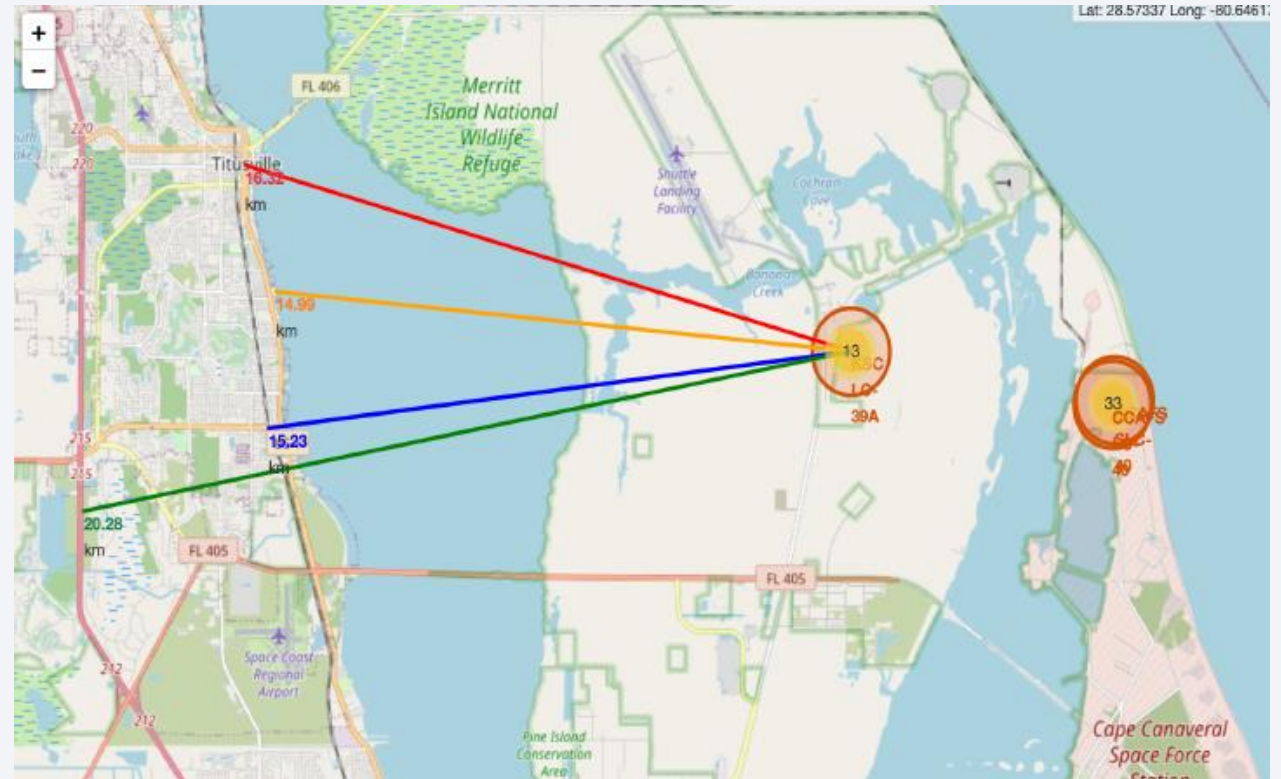 +
−
Lat: 28.57337 Long: -80.6461
FL 406
Merritt
Island National
Wildlife
Refuge
220
220
Titusville
16.32
km
Shuttle
Landing
Facility
Cochran
Cove
Banana
Creek
14.99
km
13
KSC
LC-
39A
33
CCAFS
40
215
215
15.23
km
20.28
km
FL 405
FL 405
Space Coast
Regional
Airport
212
212
Pine Island
Conservation
Area
Cape Canaveral
Space Force
Station